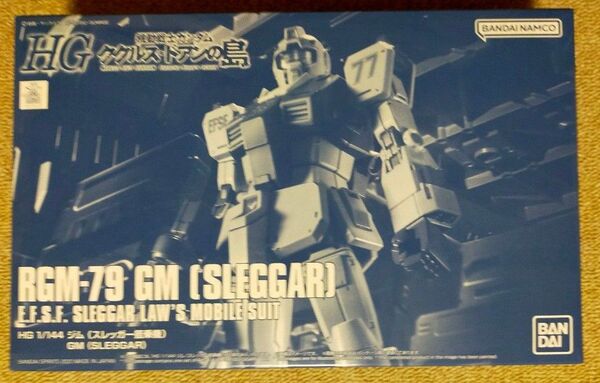 HG
機動戦士ガンダム
ククルス・ドアンの島
BANDAI NAMCO
77
EFSF
RGM-79 GM (SLEGGAR)
E.F.S.F. SLEGGAR LAW'S MOBILE SUIT
HG 1/144 ジム (スレッガー搭乗機)
GM (SLEGGAR)
BAN
DAI